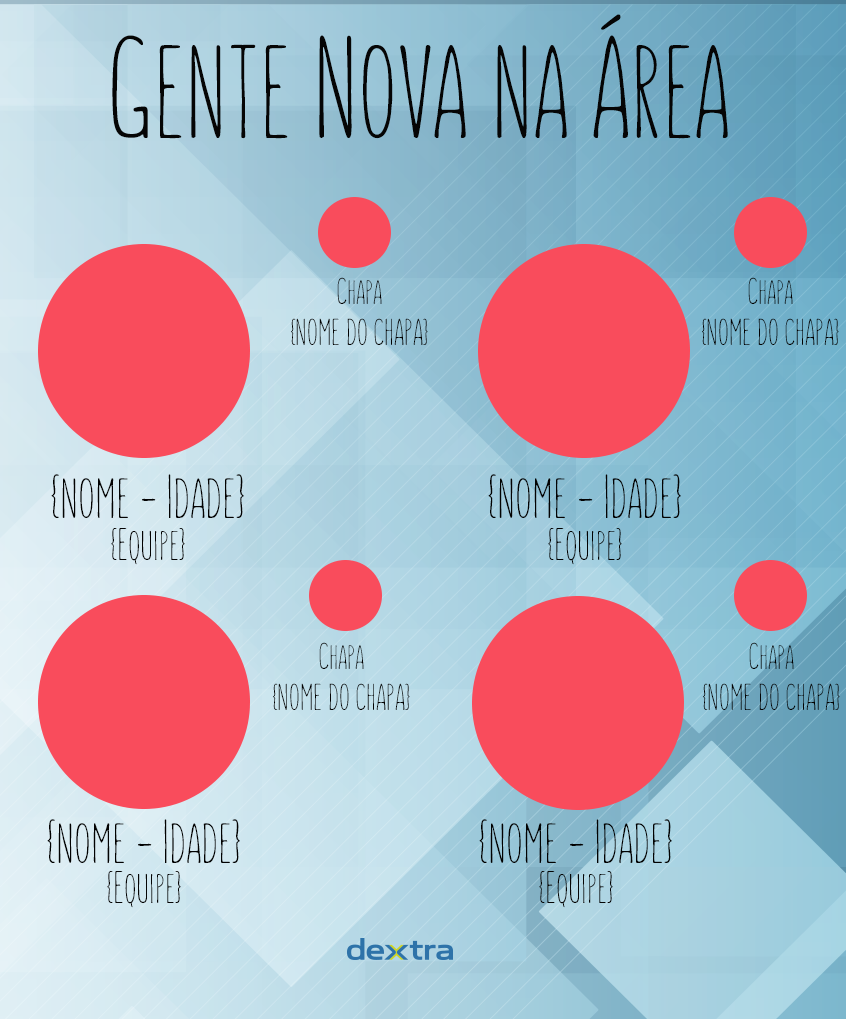 Gente Nova na Área
Chapa
{nome do chapa}
Chapa
{nome do chapa}
{nome - Idade}
{Equipe}
{nome - Idade}
{Equipe}
Chapa
{nome do chapa}
Chapa
{nome do chapa}
{nome - Idade}
{Equipe}
{nome - Idade}
{Equipe}
dextra